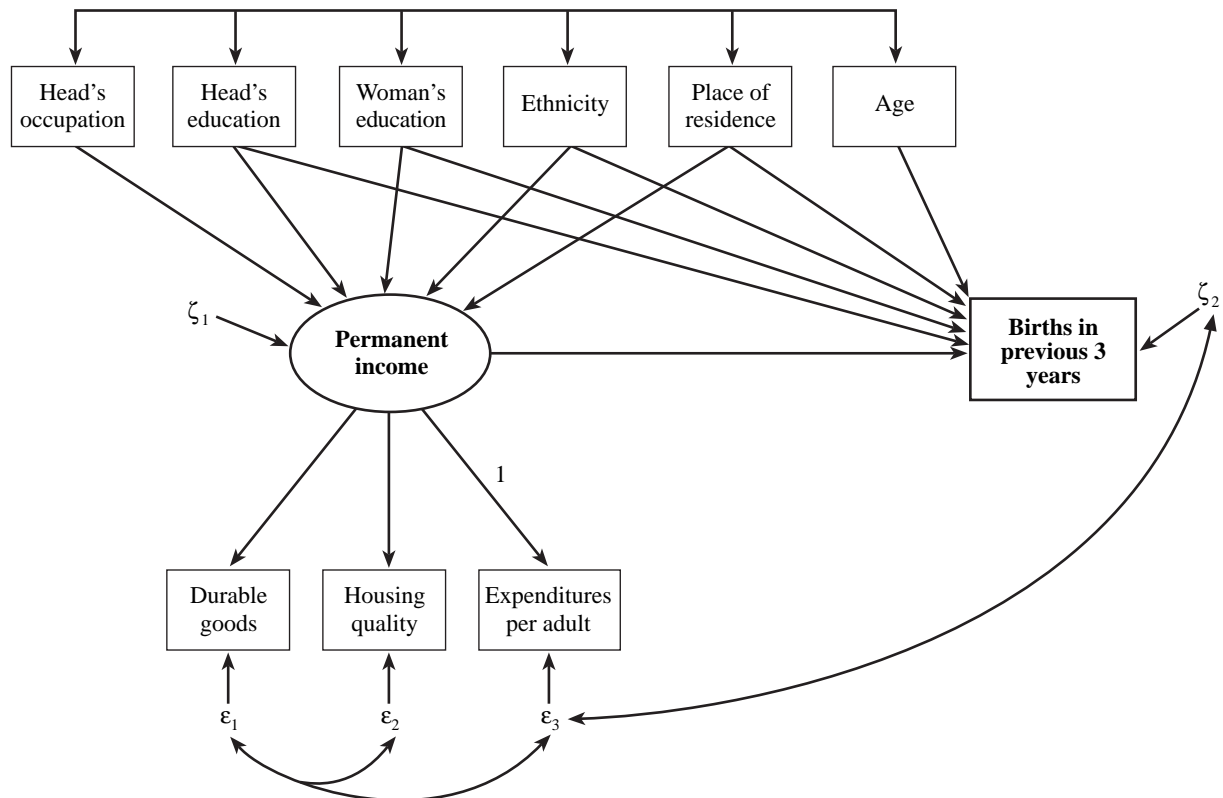 Head's
occupation
Head's
education
Woman's
education
Ethnicity
Place of
residence
Age
ζ₁
Permanent
income
Births in
previous 3
years
ζ₂
1
Durable
goods
Housing
quality
Expenditures
per adult
ε₁
ε₂
ε₃